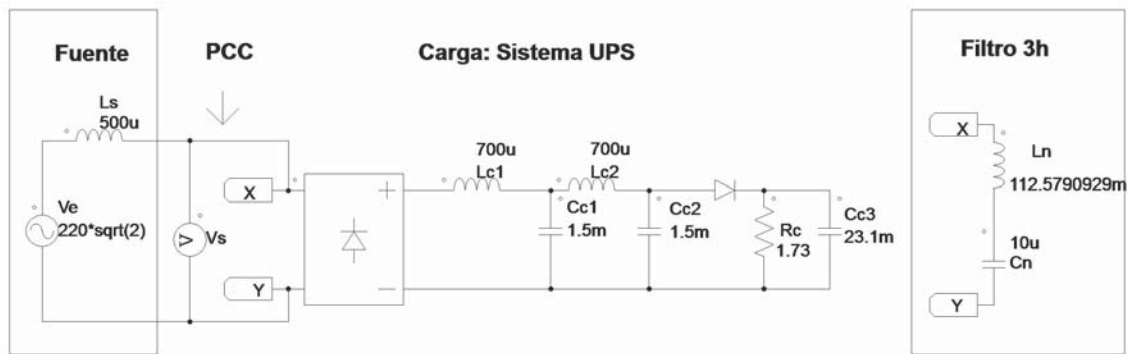 Fuente
PCC
Carga: Sistema UPS
Filtro 3h
Ls
500u
Ve
220*sqrt(2)
V
Vs
X
Y
+
−
700u
Lc1
700u
Lc2
Cc1
1.5m
Cc2
1.5m
Rc
1.73
Cc3
23.1m
X
Ln
112.5790929m
10u
Cn
Y